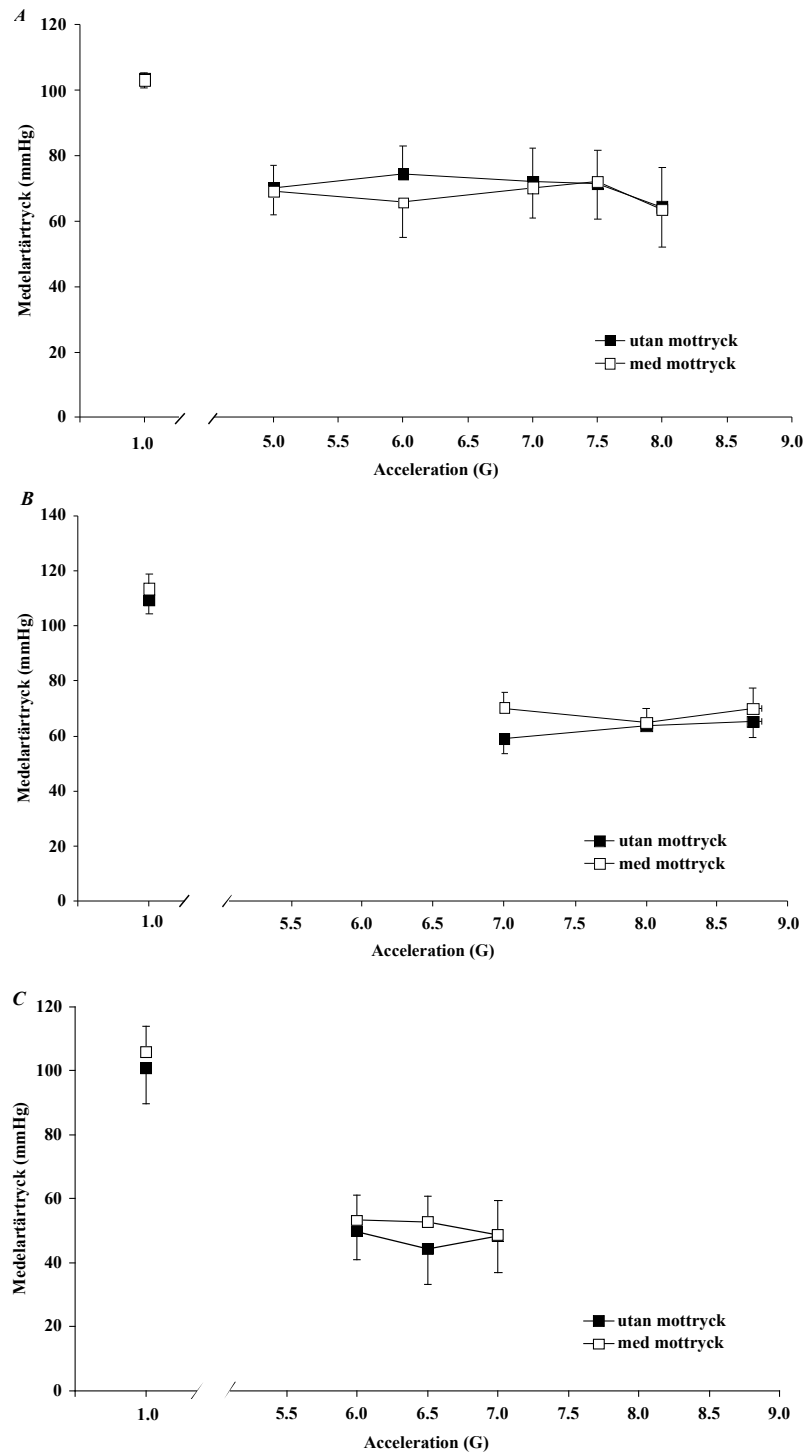 A
120
100
80
60
40
20
0
Medelartärtryck (mmHg)
utan mottryck
med mottryck
1.0 5.0 5.5 6.0 6.5 7.0 7.5 8.0 8.5 9.0
Acceleration (G)
B
140
120
100
80
60
40
20
0
Medelartärtryck (mmHg)
utan mottryck
med mottryck
1.0 5.5 6.0 6.5 7.0 7.5 8.0 8.5 9.0
Acceleration (G)
C
120
100
80
60
40
20
0
Medelartärtryck (mmHg)
utan mottryck
med mottryck
1.0 5.5 6.0 6.5 7.0 7.5 8.0 8.5 9.0
Acceleration (G)